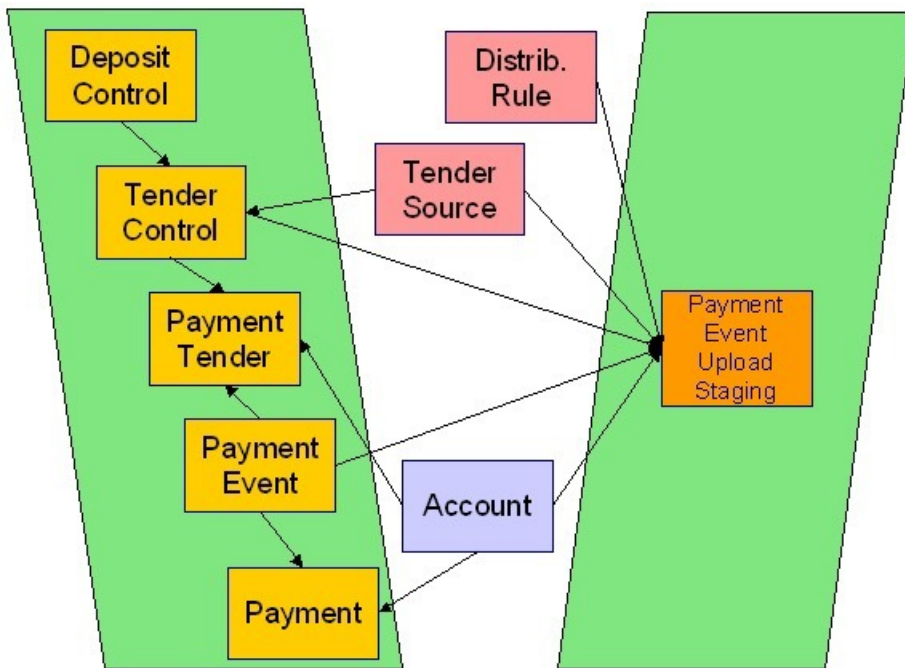 Deposit
Control
Distrib.
Rule
Tender
Control
Tender
Source
Payment
Tender
Payment
Event
Upload
Staging
Payment
Event
Account
Payment